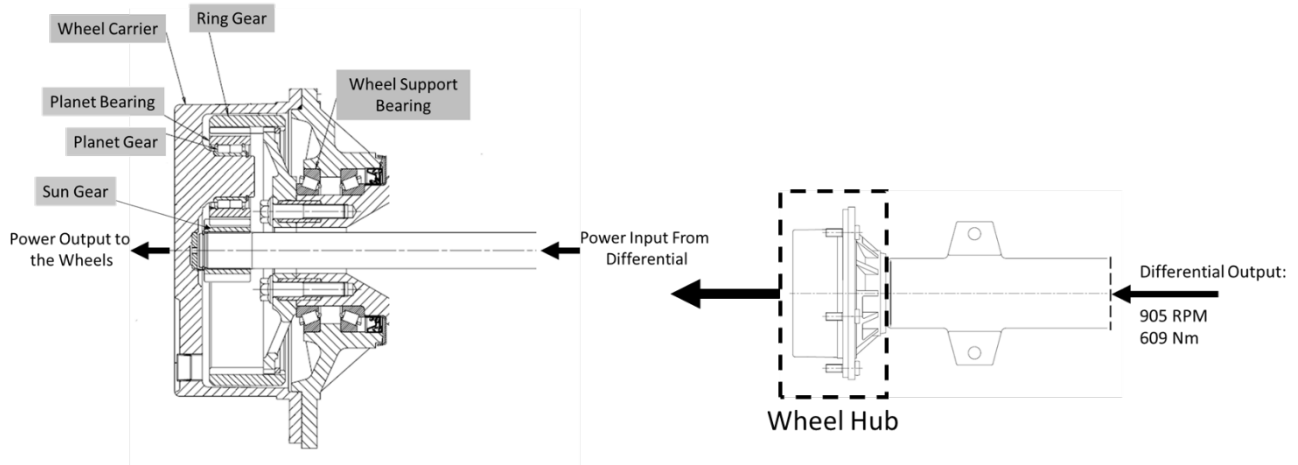 Ring Gear
Wheel Carrier
Wheel Support
Bearing
Planet Bearing
Planet Gear
Sun Gear
Power Output to
the Wheels
Power Input From
Differential
Differential Output:
905 RPM
609 Nm
Wheel Hub